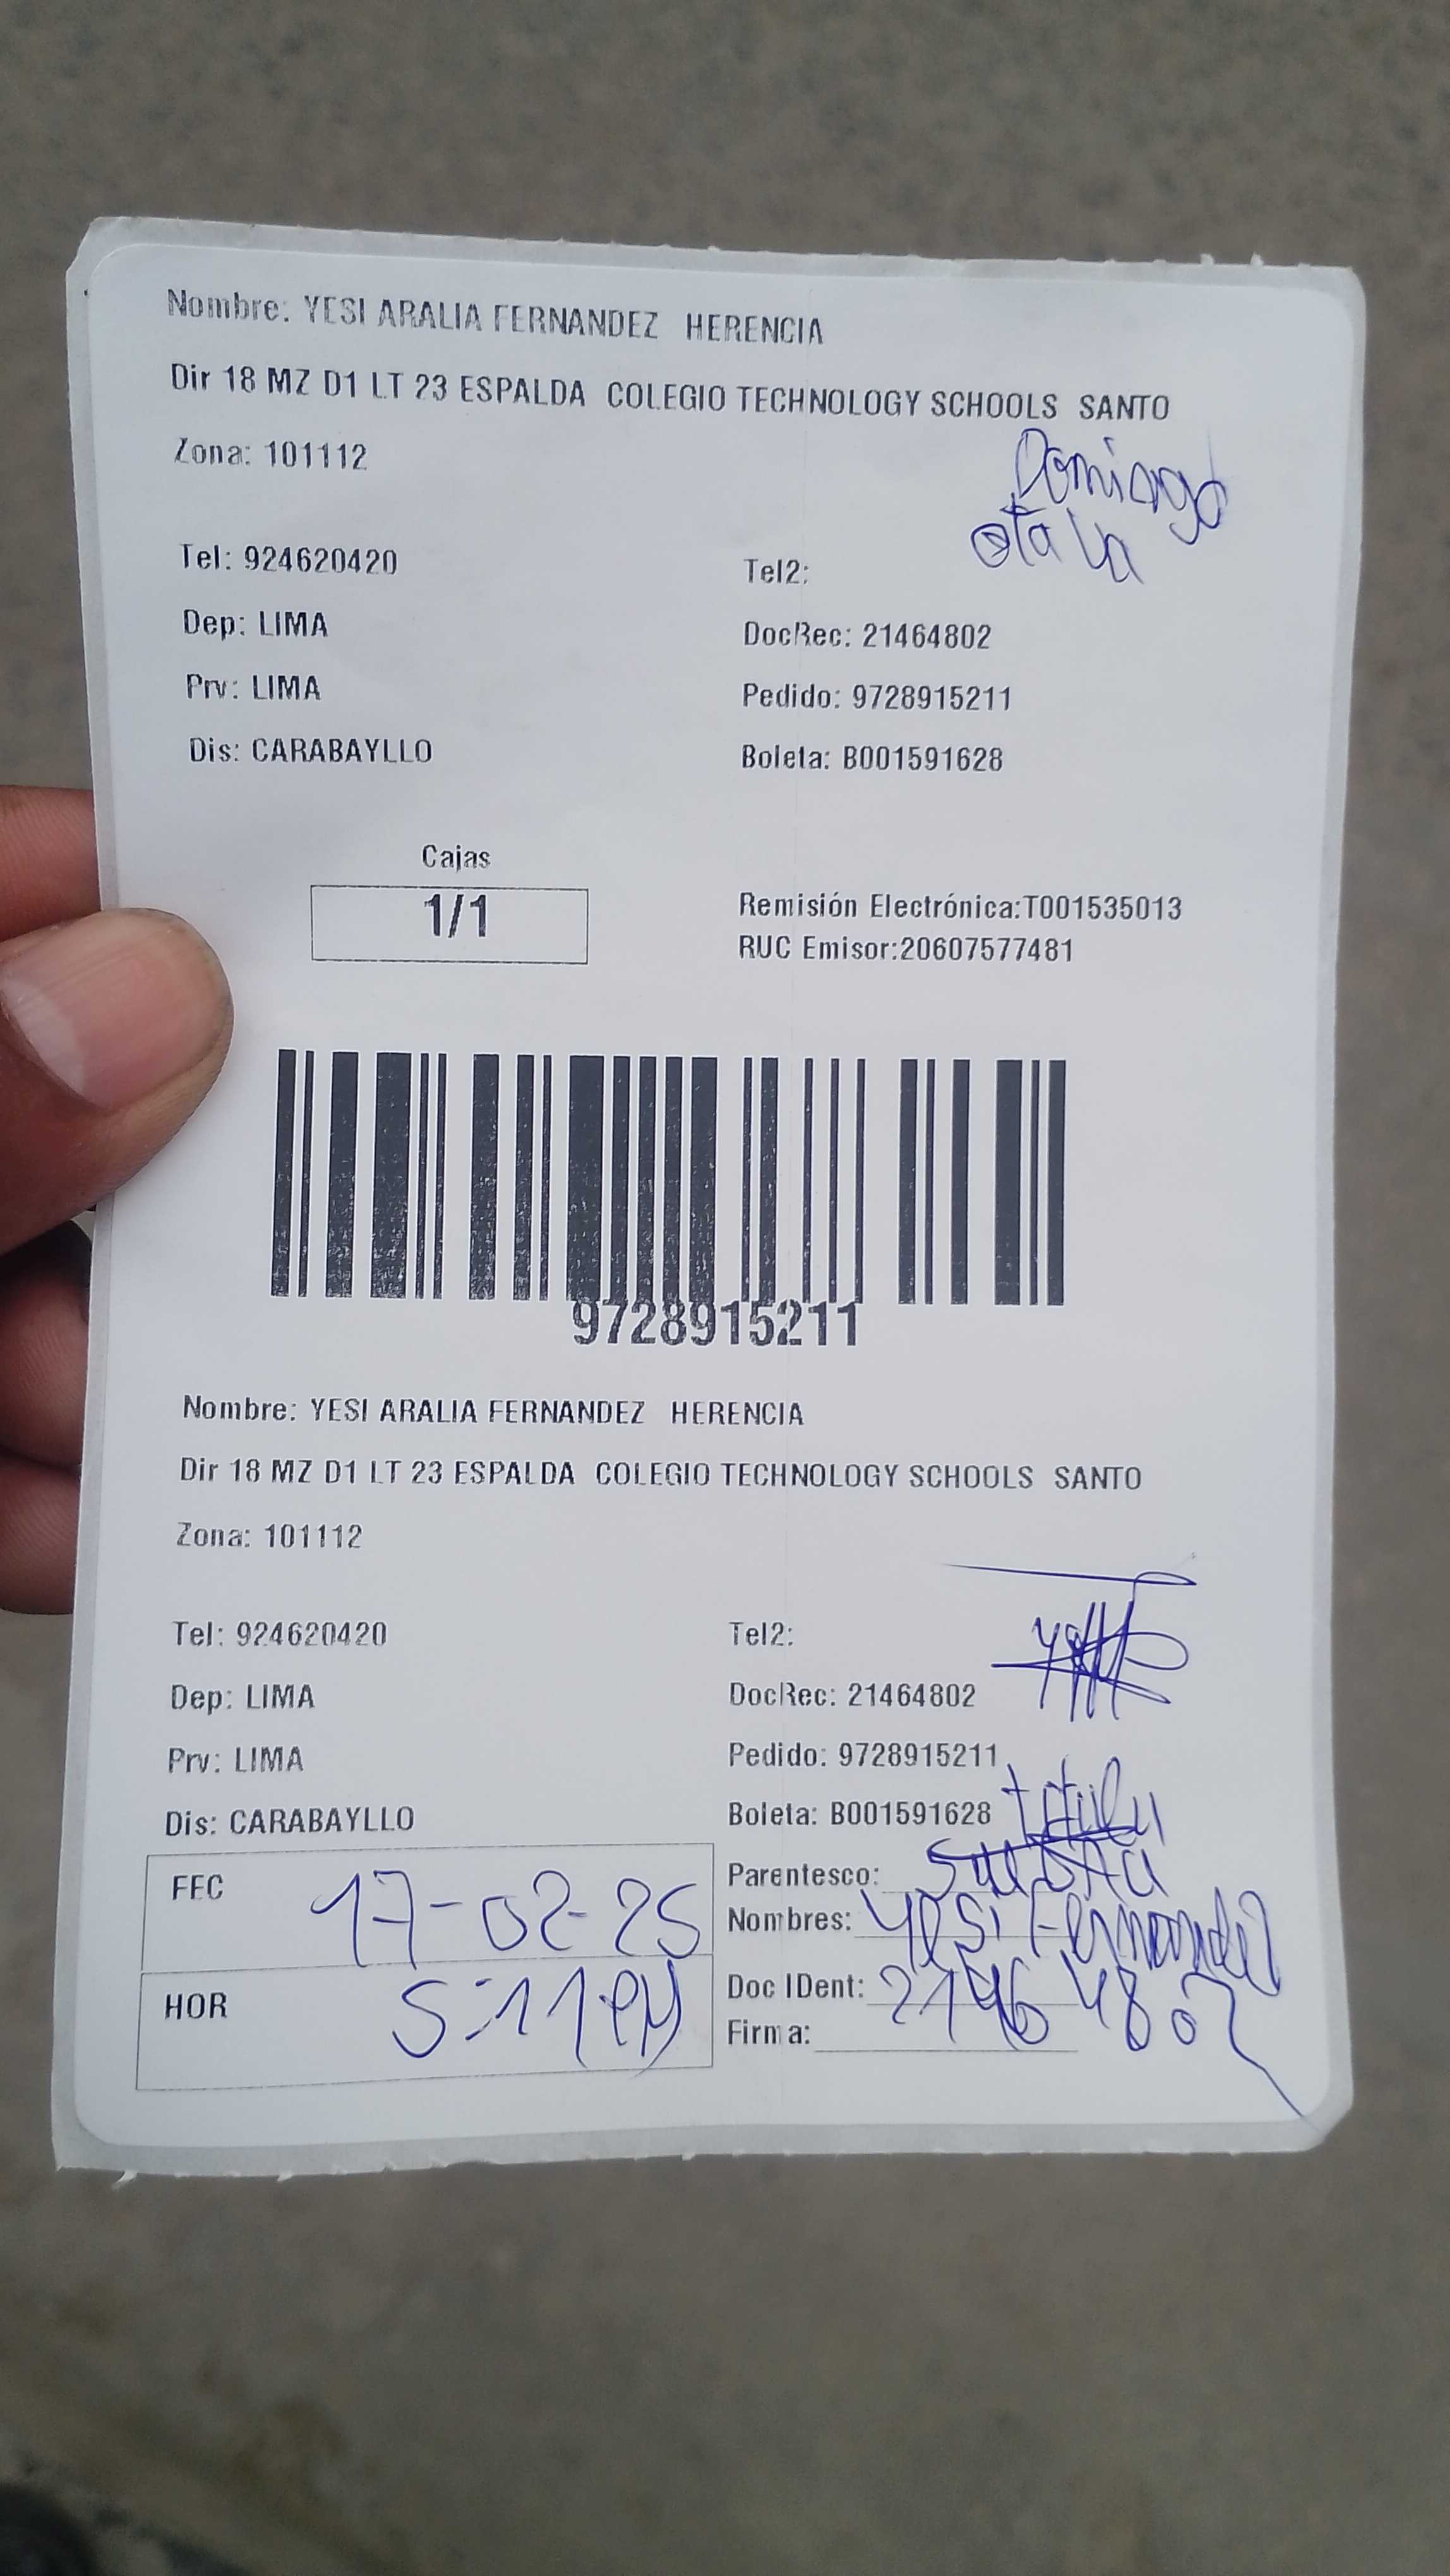 Nombre: YESI ARALIA FERNANDEZ HERENCIA
Dir 18 MZ D1 LT 23 ESPALDA COLEGIO TECHNOLOGY SCHOOLS SANTO
Zona: 101112
Domingo
Tel: 924620420 Tel2:
Dep: LIMA DocRec: 21464802
Prv: LIMA Pedido: 9728915211
Dis: CARABAYLLO Boleta: B001591628
Cajas
1/1
Remisión Electrónica:T001535013
RUC Emisor:20607577481
9728915211
Nombre: YESI ARALIA FERNANDEZ HERENCIA
Dir 18 MZ D1 LT 23 ESPALDA COLEGIO TECHNOLOGY SCHOOLS SANTO
Zona: 101112
Tel: 924620420 Tel2:
Dep: LIMA DocRec: 21464802
Prv: LIMA Pedido: 9728915211
Dis: CARABAYLLO Boleta: B001591628
FEC 17-02-25 Parentesco:
Nombres: Yesi Fernandez
HOR 5:11 PM Doc IDent: 21464802
Firma: